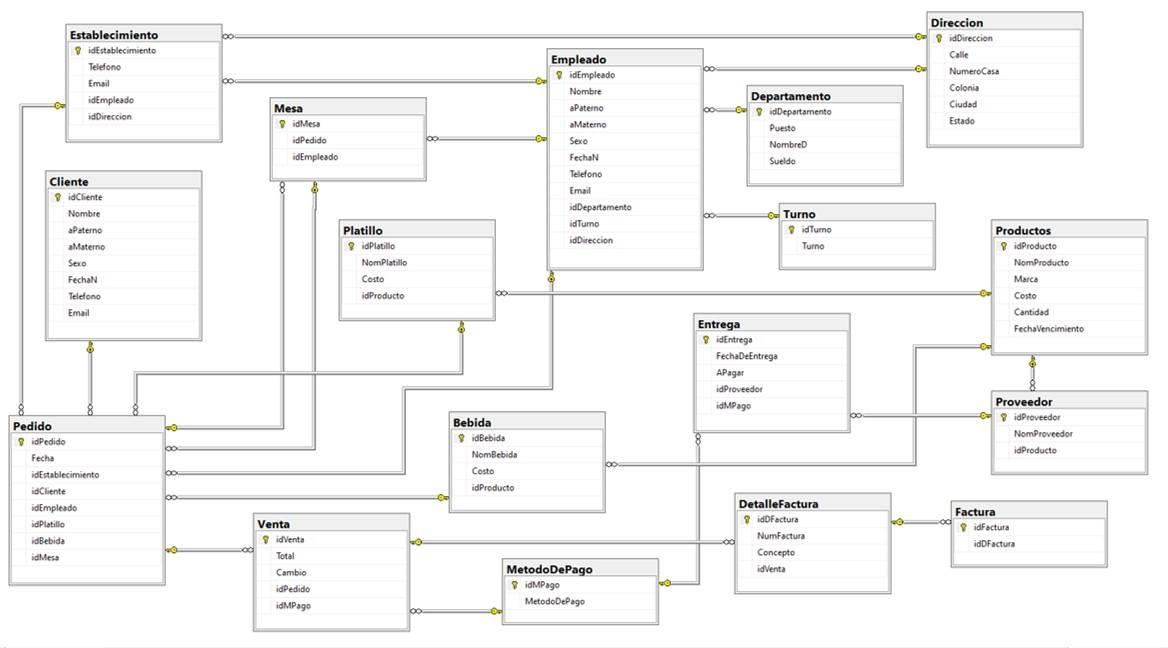 Establecimiento
idEstablecimiento
Telefono
Email
idEmpleado
idDireccion
Direccion
idDireccion
Calle
NumeroCasa
Colonia
Ciudad
Estado
Empleado
idEmpleado
Nombre
aPaterno
aMaterno
Sexo
FechaN
Telefono
Email
idDepartamento
idTurno
idDireccion
Departamento
idDepartamento
Puesto
NombreD
Sueldo
Mesa
idMesa
idPedido
idEmpleado
Cliente
idCliente
Nombre
aPaterno
aMaterno
Sexo
FechaN
Telefono
Email
Turno
idTurno
Turno
Platillo
idPlatillo
NomPlatillo
Costo
idProducto
Productos
idProducto
NomProducto
Marca
Costo
Cantidad
FechaVencimiento
Entrega
idEntrega
FechaDeEntrega
APagar
idProveedor
idMPago
Proveedor
idProveedor
NomProveedor
idProducto
Pedido
idPedido
Fecha
idEstablecimiento
idCliente
idEmpleado
idPlatillo
idBebida
idMesa
Bebida
idBebida
NomBebida
Costo
idProducto
Venta
idVenta
Total
Cambio
idPedido
idMPago
MetodoDePago
idMPago
MetodoDePago
DetalleFactura
idDFactura
NumFactura
Concepto
idVenta
Factura
idFactura
idDFactura